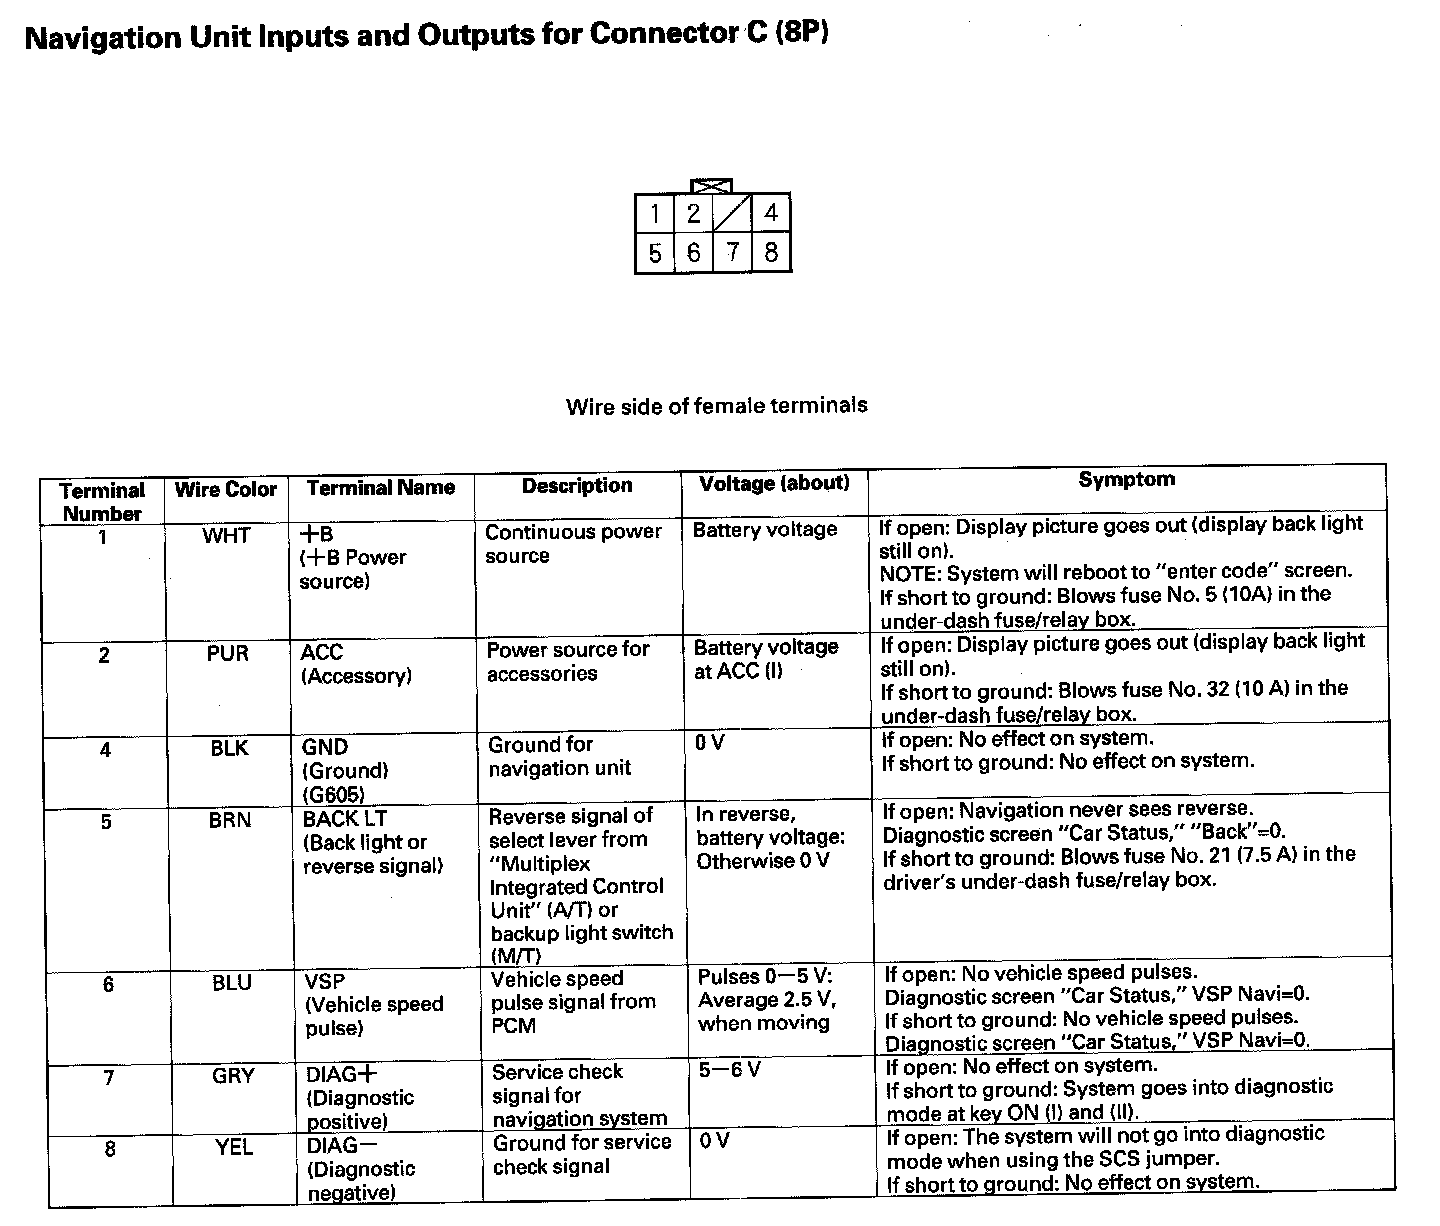 Navigation Unit Inputs and Outputs for Connector C (8P)
1 2 4
5 6 7 8
Wire side of female terminals
Terminal Number | Wire Color | Terminal Name | Description | Voltage (about) | Symptom
1 | WHT | +B
(+B Power
source) | Continuous power
source | Battery voltage | If open: Display picture goes out (display back light
still on).
NOTE: System will reboot to "enter code" screen.
If short to ground: Blows fuse No. 5 (10A) in the
under-dash fuse/relay box.
2 | PUR | ACC
(Accessory) | Power source for
accessories | Battery voltage
at ACC (I) | If open: Display picture goes out (display back light
still on).
If short to ground: Blows fuse No. 32 (10 A) in the
under-dash fuse/relay box.
4 | BLK | GND
(Ground)
(G605) | Ground for
navigation unit | 0 V | If open: No effect on system.
If short to ground: No effect on system.
5 | BRN | BACK LT
(Back light or
reverse signal) | Reverse signal of
select lever from
"Multiplex
Integrated Control
Unit" (A/T) or
backup light switch
(M/T) | In reverse,
battery voltage:
Otherwise 0 V | If open: Navigation never sees reverse.
Diagnostic screen "Car Status," "Back"=0.
If short to ground: Blows fuse No. 21 (7.5 A) in the
driver's under-dash fuse/relay box.
6 | BLU | VSP
(Vehicle speed
pulse) | Vehicle speed
pulse signal from
PCM | Pulses 0—5 V:
Average 2.5 V,
when moving | If open: No vehicle speed pulses.
Diagnostic screen "Car Status," VSP Navi=0.
If short to ground: No vehicle speed pulses.
Diagnostic screen "Car Status," VSP Navi=0.
7 | GRY | DIAG+
(Diagnostic
positive) | Service check
signal for
navigation system | 5—6 V | If open: No effect on system.
If short to ground: System goes into diagnostic
mode at key ON (I) and (II).
8 | YEL | DIAG—
(Diagnostic
negative) | Ground for service
check signal | 0 V | If open: The system will not go into diagnostic
mode when using the SCS jumper.
If short to ground: No effect on system.